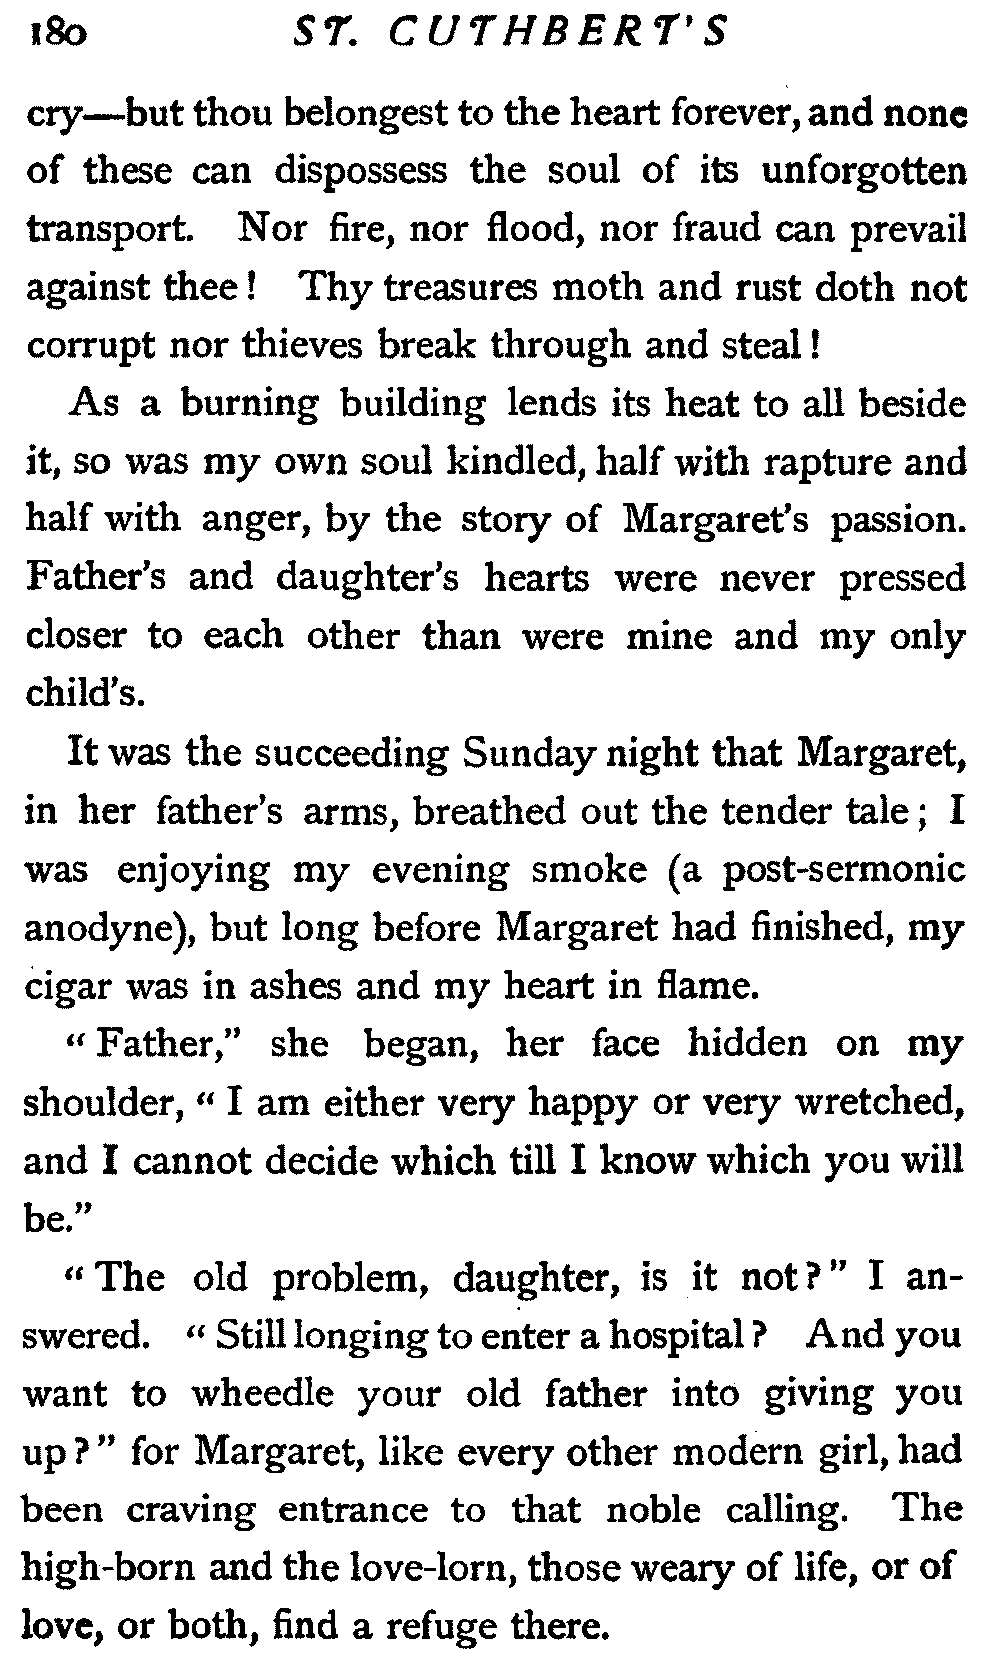 180 ST. CUTHBERT'S
cry—but thou belongest to the heart forever, and none
of these can dispossess the soul of its unforgotten
transport. Nor fire, nor flood, nor fraud can prevail
against thee! Thy treasures moth and rust doth not
corrupt nor thieves break through and steal!
As a burning building lends its heat to all beside
it, so was my own soul kindled, half with rapture and
half with anger, by the story of Margaret's passion.
Father's and daughter's hearts were never pressed
closer to each other than were mine and my only
child's.
It was the succeeding Sunday night that Margaret,
in her father's arms, breathed out the tender tale; I
was enjoying my evening smoke (a post-sermonic
anodyne), but long before Margaret had finished, my
cigar was in ashes and my heart in flame.
"Father," she began, her face hidden on my
shoulder, "I am either very happy or very wretched,
and I cannot decide which till I know which you will
be."
"The old problem, daughter, is it not?" I an-
swered. "Still longing to enter a hospital? And you
want to wheedle your old father into giving you
up?" for Margaret, like every other modern girl, had
been craving entrance to that noble calling. The
high-born and the love-lorn, those weary of life, or of
love, or both, find a refuge there.